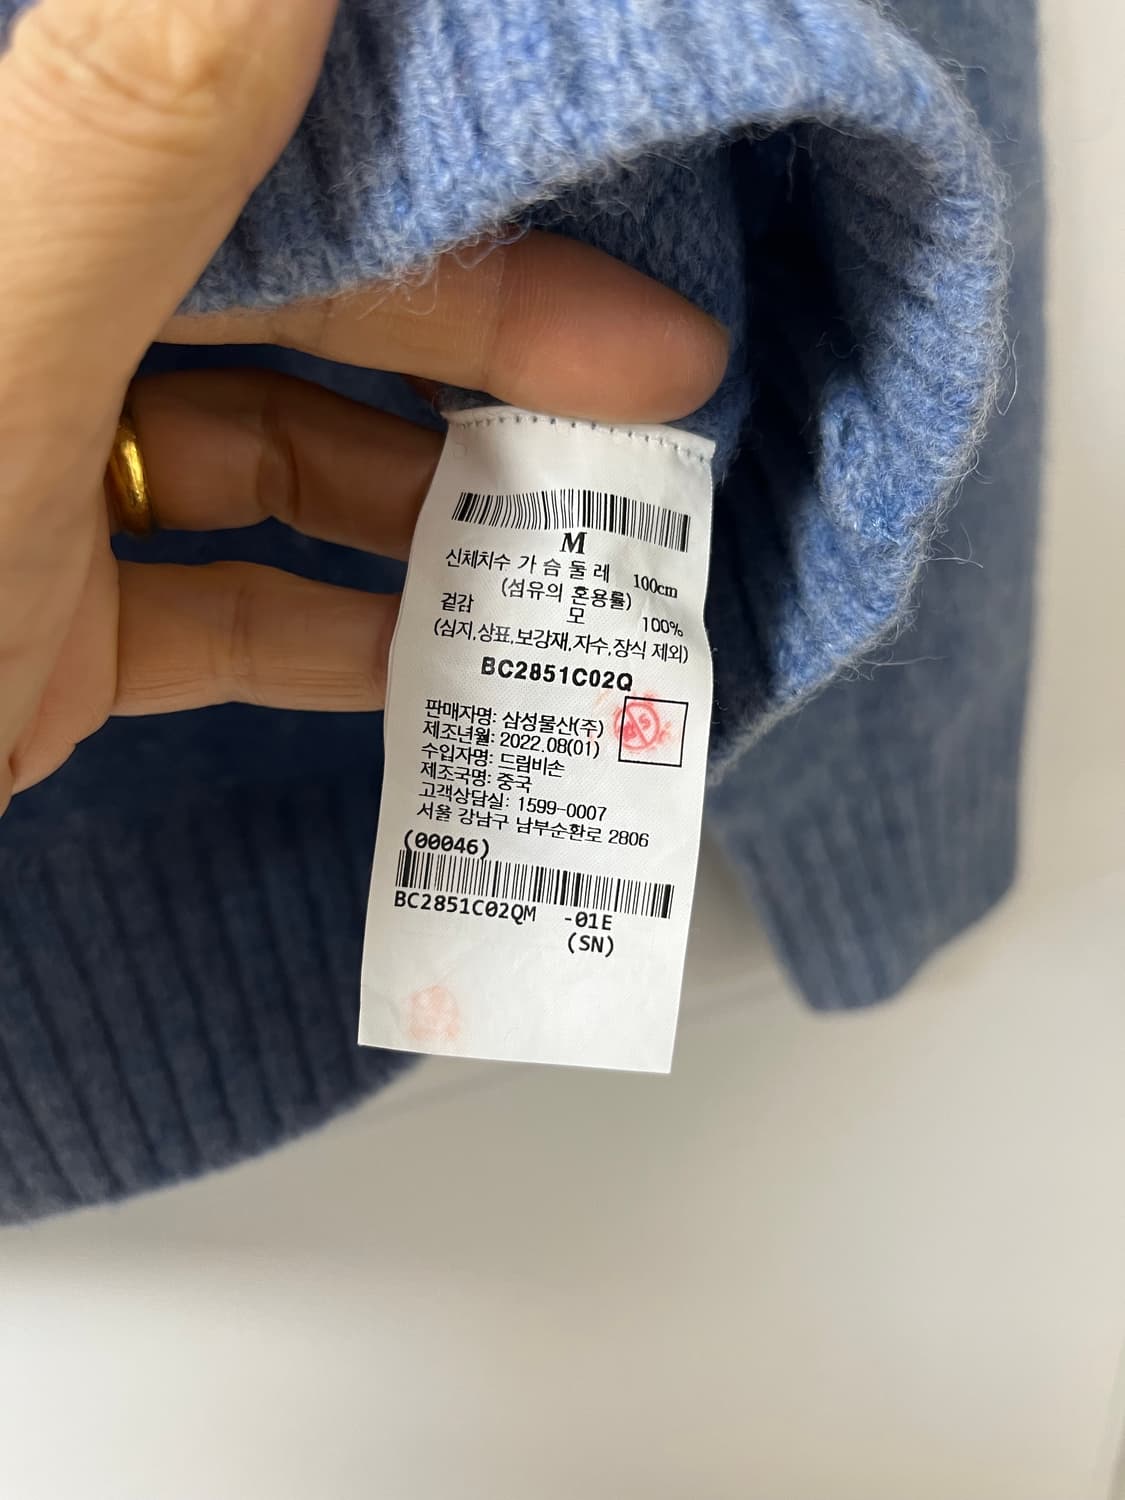 M
신체치수 가 슴 둘 레 100cm
(섬유의 혼용률)
겉감 모 100%
(심지,상표,보강재,자수,장식 제외)
BC2851C02Q
판매자명: 삼성물산(주)
제조년월: 2022.08(01)
수입자명: 드림비손
제조국명: 중국
고객상담실: 1599-0007
서울 강남구 남부순환로 2806
(00046)
BC2851C02QM -01E
(SN)